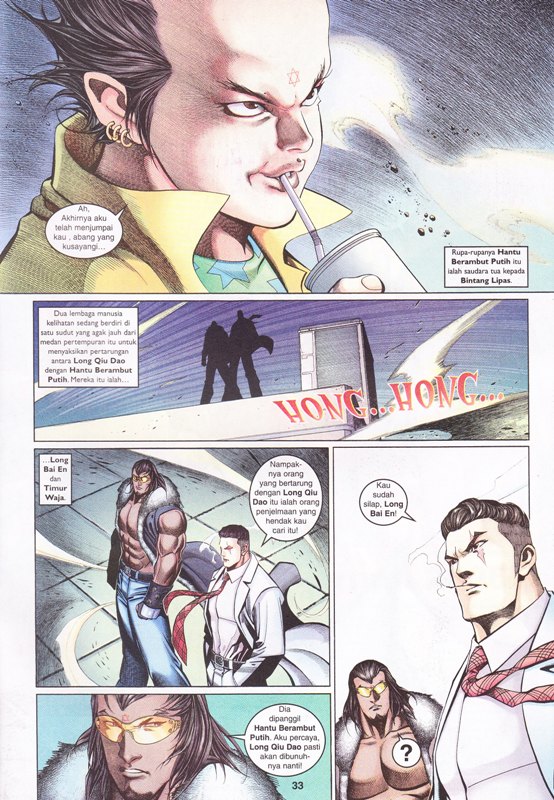 Ah,
Akhirnya aku
telah menjumpai
kau , abang yang
kusayangi...
Rupa-rupanya Hantu
Berambut Putih itu
ialah saudara tua kepada
Bintang Lipas.
Dua lembaga manusia
kelihatan sedang berdiri di
satu sudut yang agak jauh dari
medan pertempuran itu untuk
menyaksikan pertarungan
antara Long Qiu Dao
dengan Hantu Berambut
Putih. Mereka itu ialah...
HONG...HONG...
...Long
Bai En
dan
Timur
Waja.
Nampak-
nya orang
yang bertarung
dengan Long Qiu
Dao itu ialah orang
penjelmaan yang
hendak kau
cari itu!
Kau
sudah
silap, Long
Bai En!
?
Dia
dipanggil
Hantu Berambut
Putih. Aku percaya,
Long Qiu Dao pasti
akan dibunuh-
nya nanti!
33